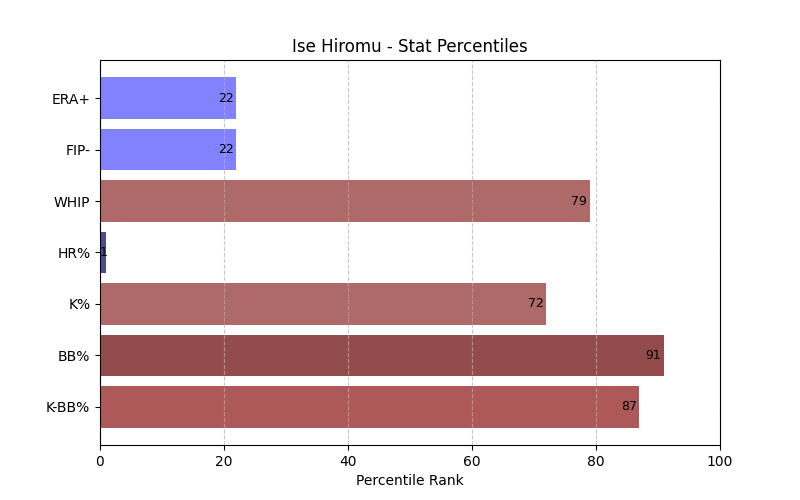 Ise Hiromu - Stat Percentiles
ERA+ 22
FIP- 22
WHIP 79
HR% 1
K% 72
BB% 91
K-BB% 87
0 20 40 60 80 100
Percentile Rank